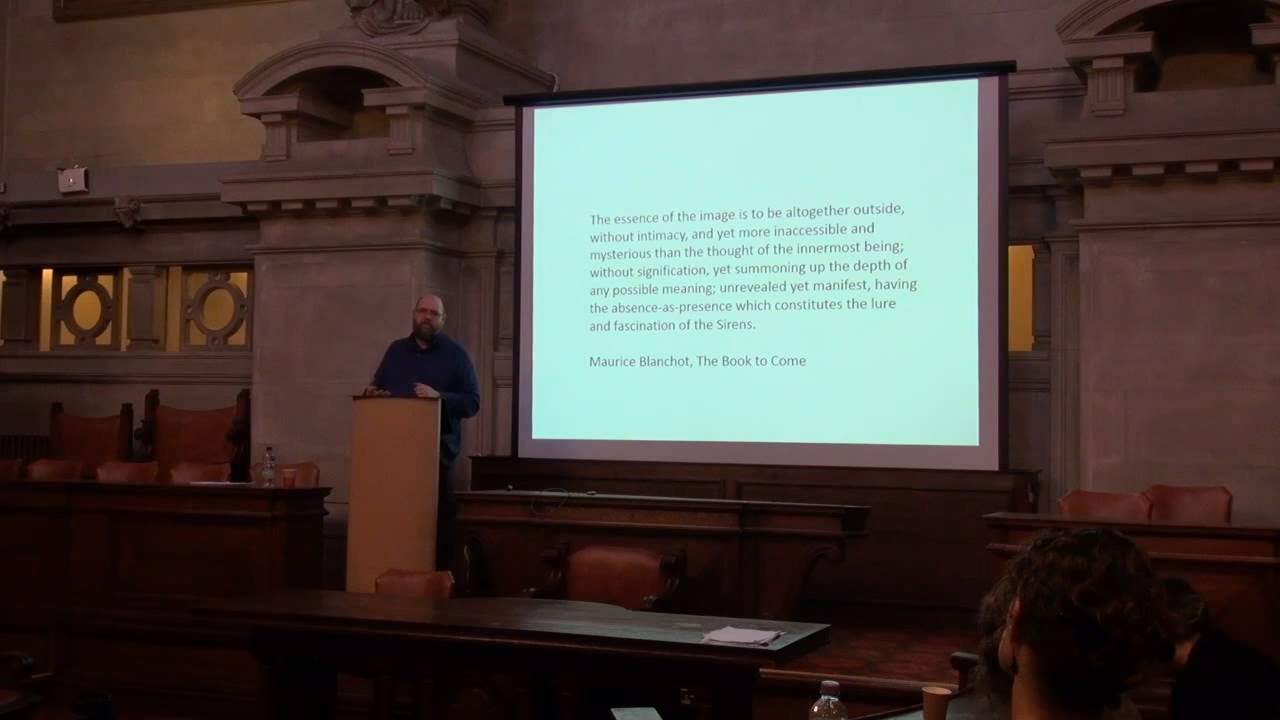 The essence of the image is to be altogether outside,
without intimacy, and yet more inaccessible and
mysterious than the thought of the innermost being;
without signification, yet summoning up the depth of
any possible meaning; unrevealed yet manifest, having
the absence-as-presence which constitutes the lure
and fascination of the Sirens.
Maurice Blanchot, The Book to Come